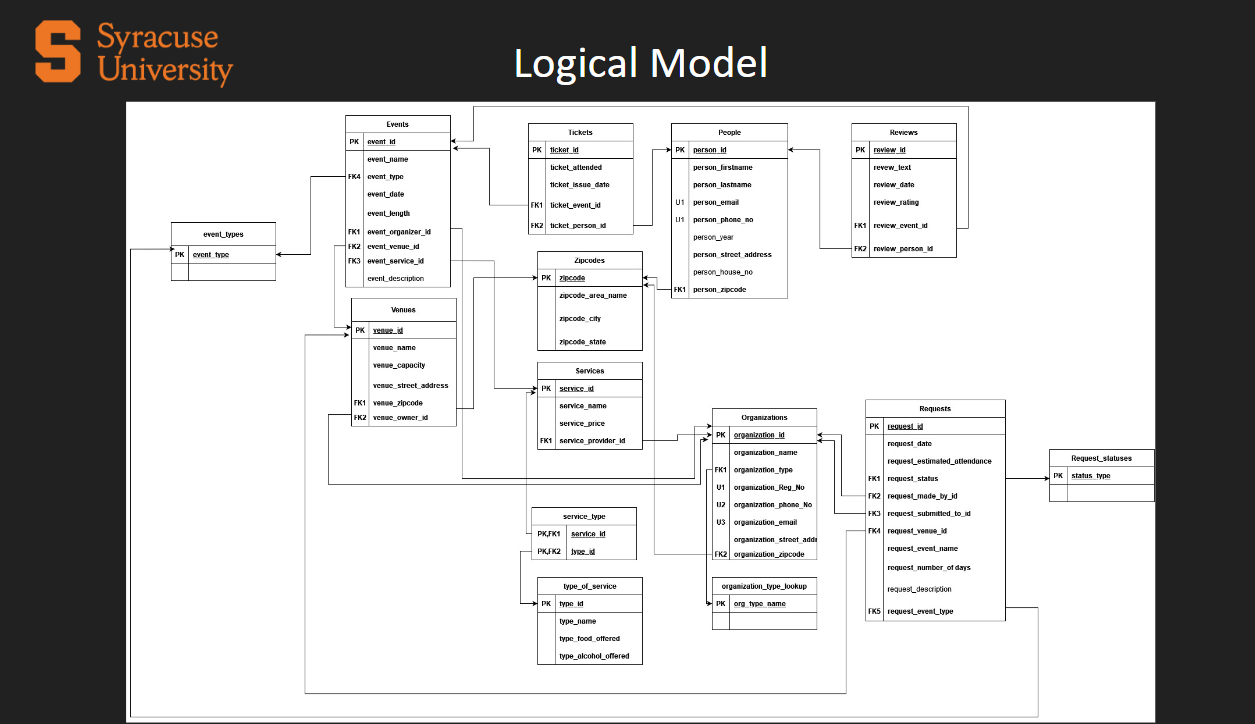 Syracuse
University
Logical Model
Events
PK event_id
event_name
FK4 event_type
event_date
event_length
FK1 event_organizer_id
FK2 event_venue_id
FK3 event_service_id
event_description
Tickets
PK ticket_id
ticket_attended
ticket_issue_date
FK1 ticket_event_id
FK2 ticket_person_id
People
PK person_id
person_firstname
person_lastname
U1 person_email
U1 person_phone_no
person_year
person_street_address
person_house_no
FK1 person_zipcode
Reviews
PK review_id
revew_text
review_date
review_rating
FK1 review_event_id
FK2 review_person_id
event_types
PK event_type
Zipcodes
PK zipcode
zipcode_area_name
zipcode_city
zipcode_state
Venues
PK venue_id
venue_name
venue_capacity
venue_street_address
FK1 venue_zipcode
FK2 venue_owner_id
Services
PK service_id
service_name
service_price
FK1 service_provider_id
Organizations
PK organization_id
organization_name
FK1 organization_type
U1 organization_Reg_No
U2 organization_phone_No
U3 organization_email
organization_street_addr
FK2 organization_zipcode
Requests
PK request_id
request_date
request_estimated_attendance
FK1 request_status
FK2 request_made_by_id
FK3 request_submitted_to_id
FK4 request_venue_id
request_event_name
request_number_of days
request_description
FK5 request_event_type
Request_statuses
PK status_type
service_type
PK,FK1 service_id
PK,FK2 type_id
type_of_service
PK type_id
type_name
type_food_offered
type_alcohol_offered
organization_type_lookup
PK org_type_name